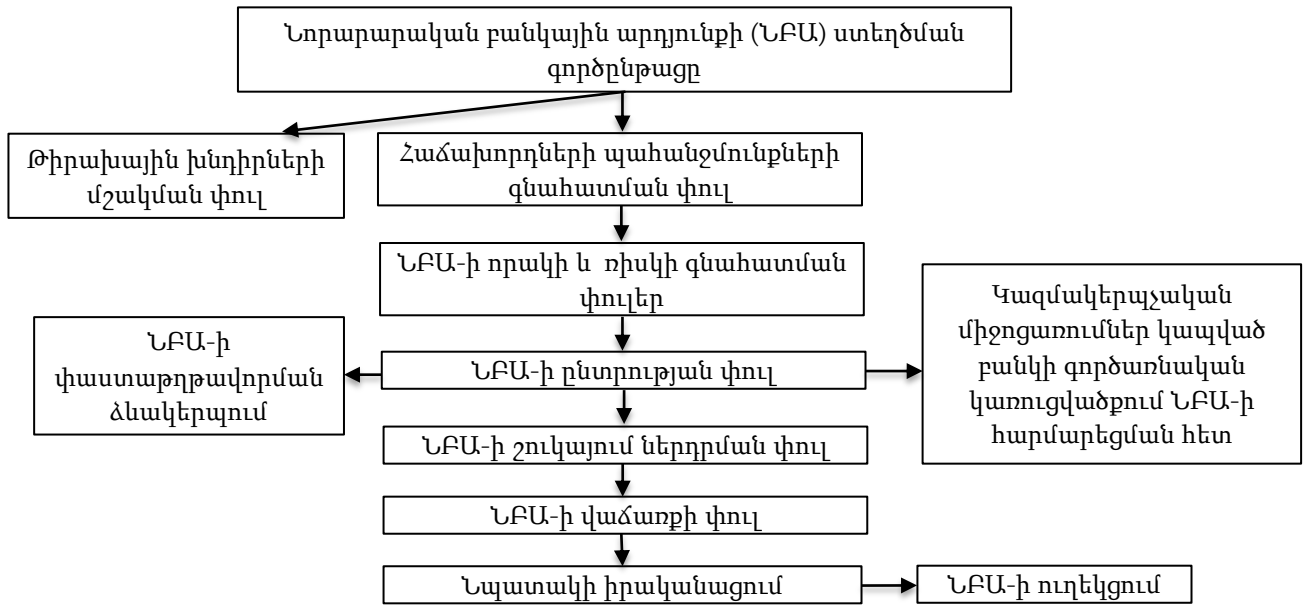 Նորարարական բանկային արդյունքի (ՆԲԱ) ստեղծման
գործընթացը
Թիրախային խնդիրների
մշակման փուլ
Հաճախորդների պահանջմունքների
գնահատման փուլ
ՆԲԱ-ի որակի և ռիսկի գնահատման
փուլեր
ՆԲԱ-ի
փաստաթղթավորման
ձևակերպում
ՆԲԱ-ի ընտրության փուլ
Կազմակերպչական
միջոցառումներ կապված
բանկի գործառնական
կառուցվածքում ՆԲԱ-ի
հարմարեցման հետ
ՆԲԱ-ի շուկայում ներդրման փուլ
ՆԲԱ-ի վաճառքի փուլ
Նպատակի իրականացում
ՆԲԱ-ի ուղեկցում